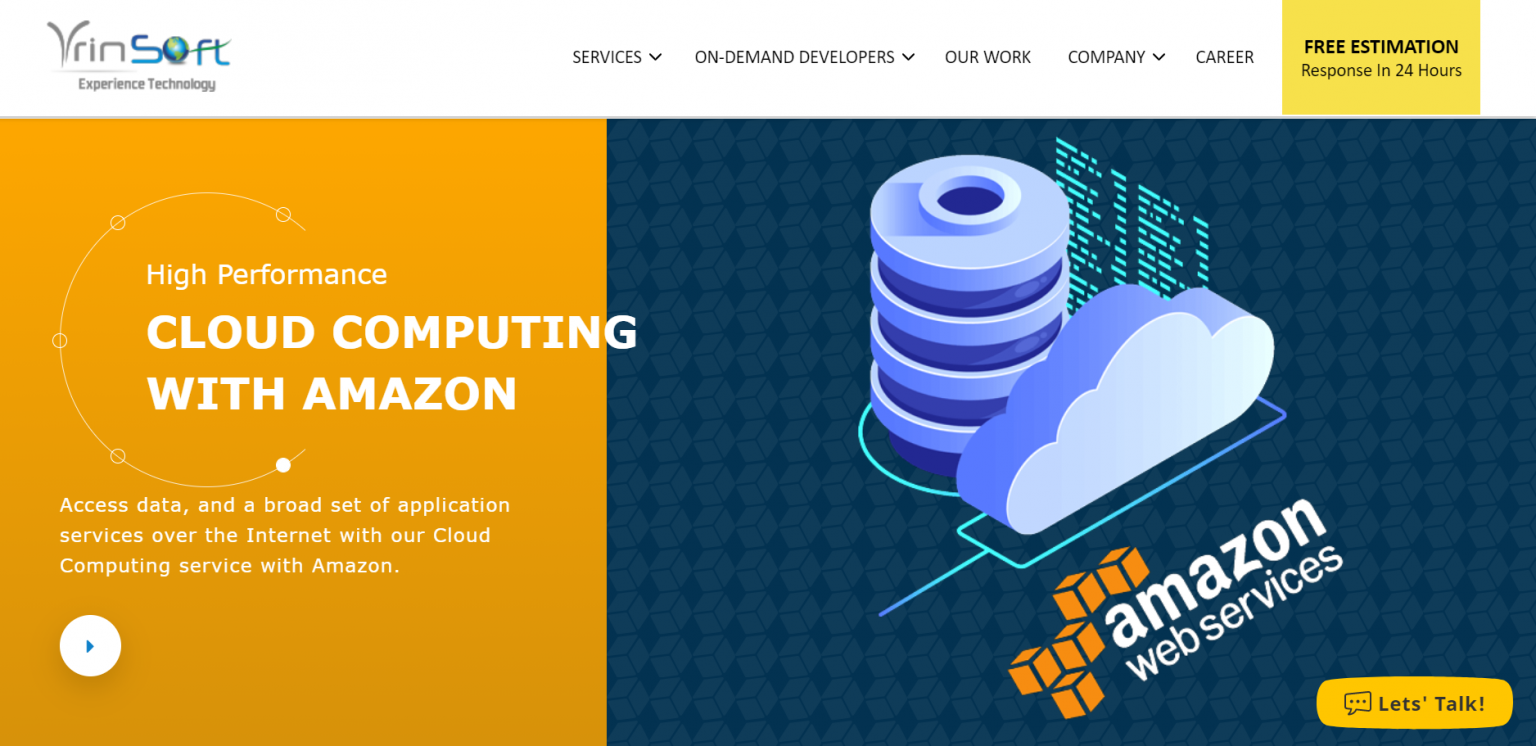 VrinSoft
Experience Technology
SERVICES
ON-DEMAND DEVELOPERS
OUR WORK
COMPANY
CAREER
FREE ESTIMATION
Response In 24 Hours
High Performance
CLOUD COMPUTING
WITH AMAZON
Access data, and a broad set of application
services over the Internet with our Cloud
Computing service with Amazon.
amazon
web services
Lets' Talk!